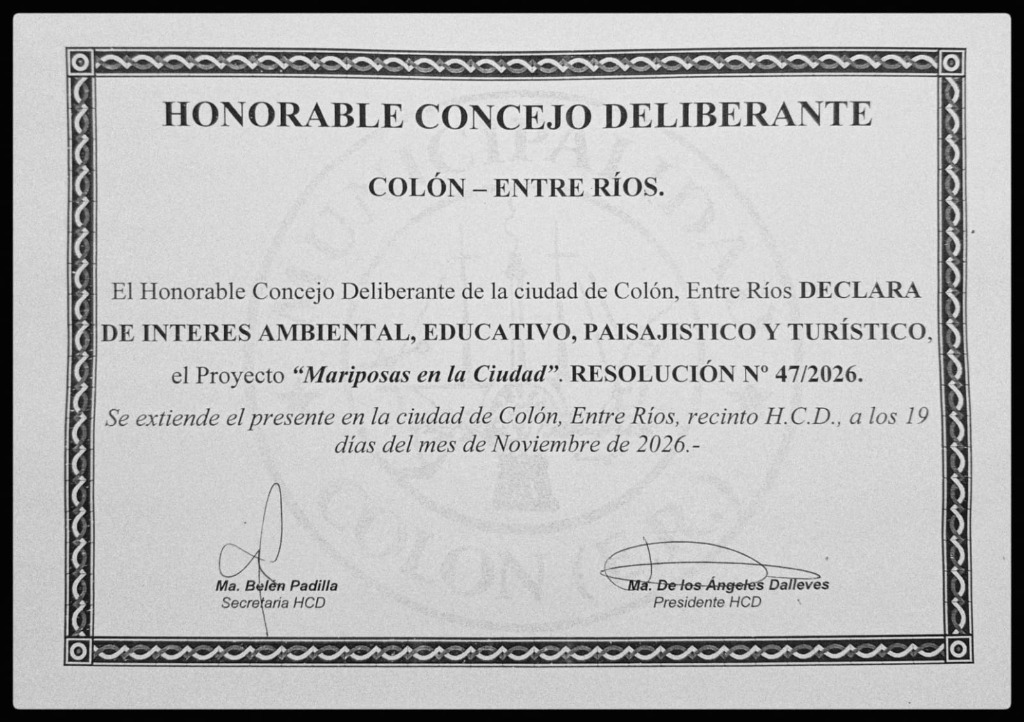 HONORABLE CONCEJO DELIBERANTE
COLÓN – ENTRE RÍOS.
El Honorable Concejo Deliberante de la ciudad de Colón, Entre Ríos DECLARA
DE INTERES AMBIENTAL, EDUCATIVO, PAISAJISTICO Y TURÍSTICO,
el Proyecto “Mariposas en la Ciudad”. RESOLUCIÓN Nº 47/2026.
Se extiende el presente en la ciudad de Colón, Entre Ríos, recinto H.C.D., a los 19
días del mes de Noviembre de 2026.-
Ma. Belén Padilla
Secretaria HCD
Ma. De los Ángeles Dalleves
Presidente HCD
MUNICIPALIDAD
COLON (E.R.)